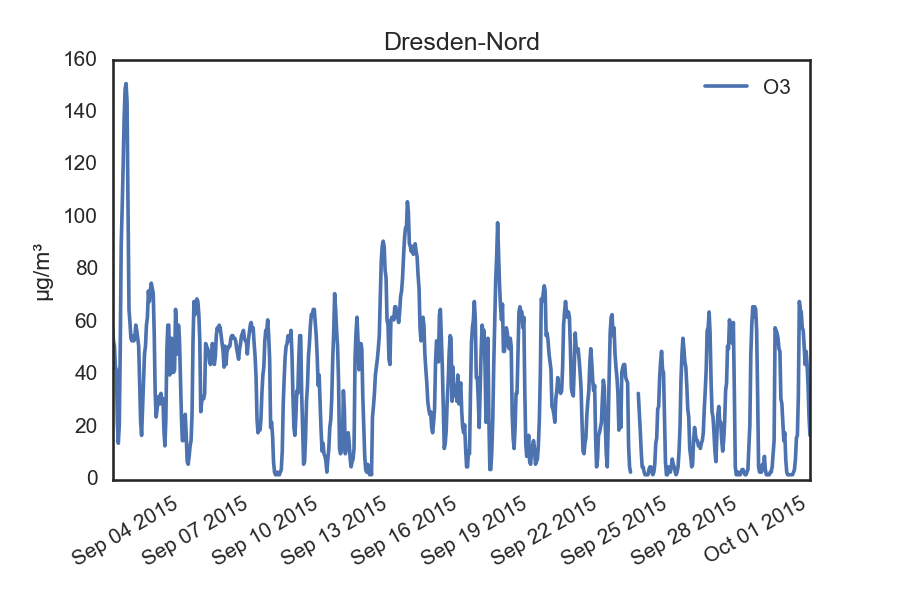 Dresden-Nord
O3
µg/m³
160
140
120
100
80
60
40
20
0
Sep 04 2015
Sep 07 2015
Sep 10 2015
Sep 13 2015
Sep 16 2015
Sep 19 2015
Sep 22 2015
Sep 25 2015
Sep 28 2015
Oct 01 2015